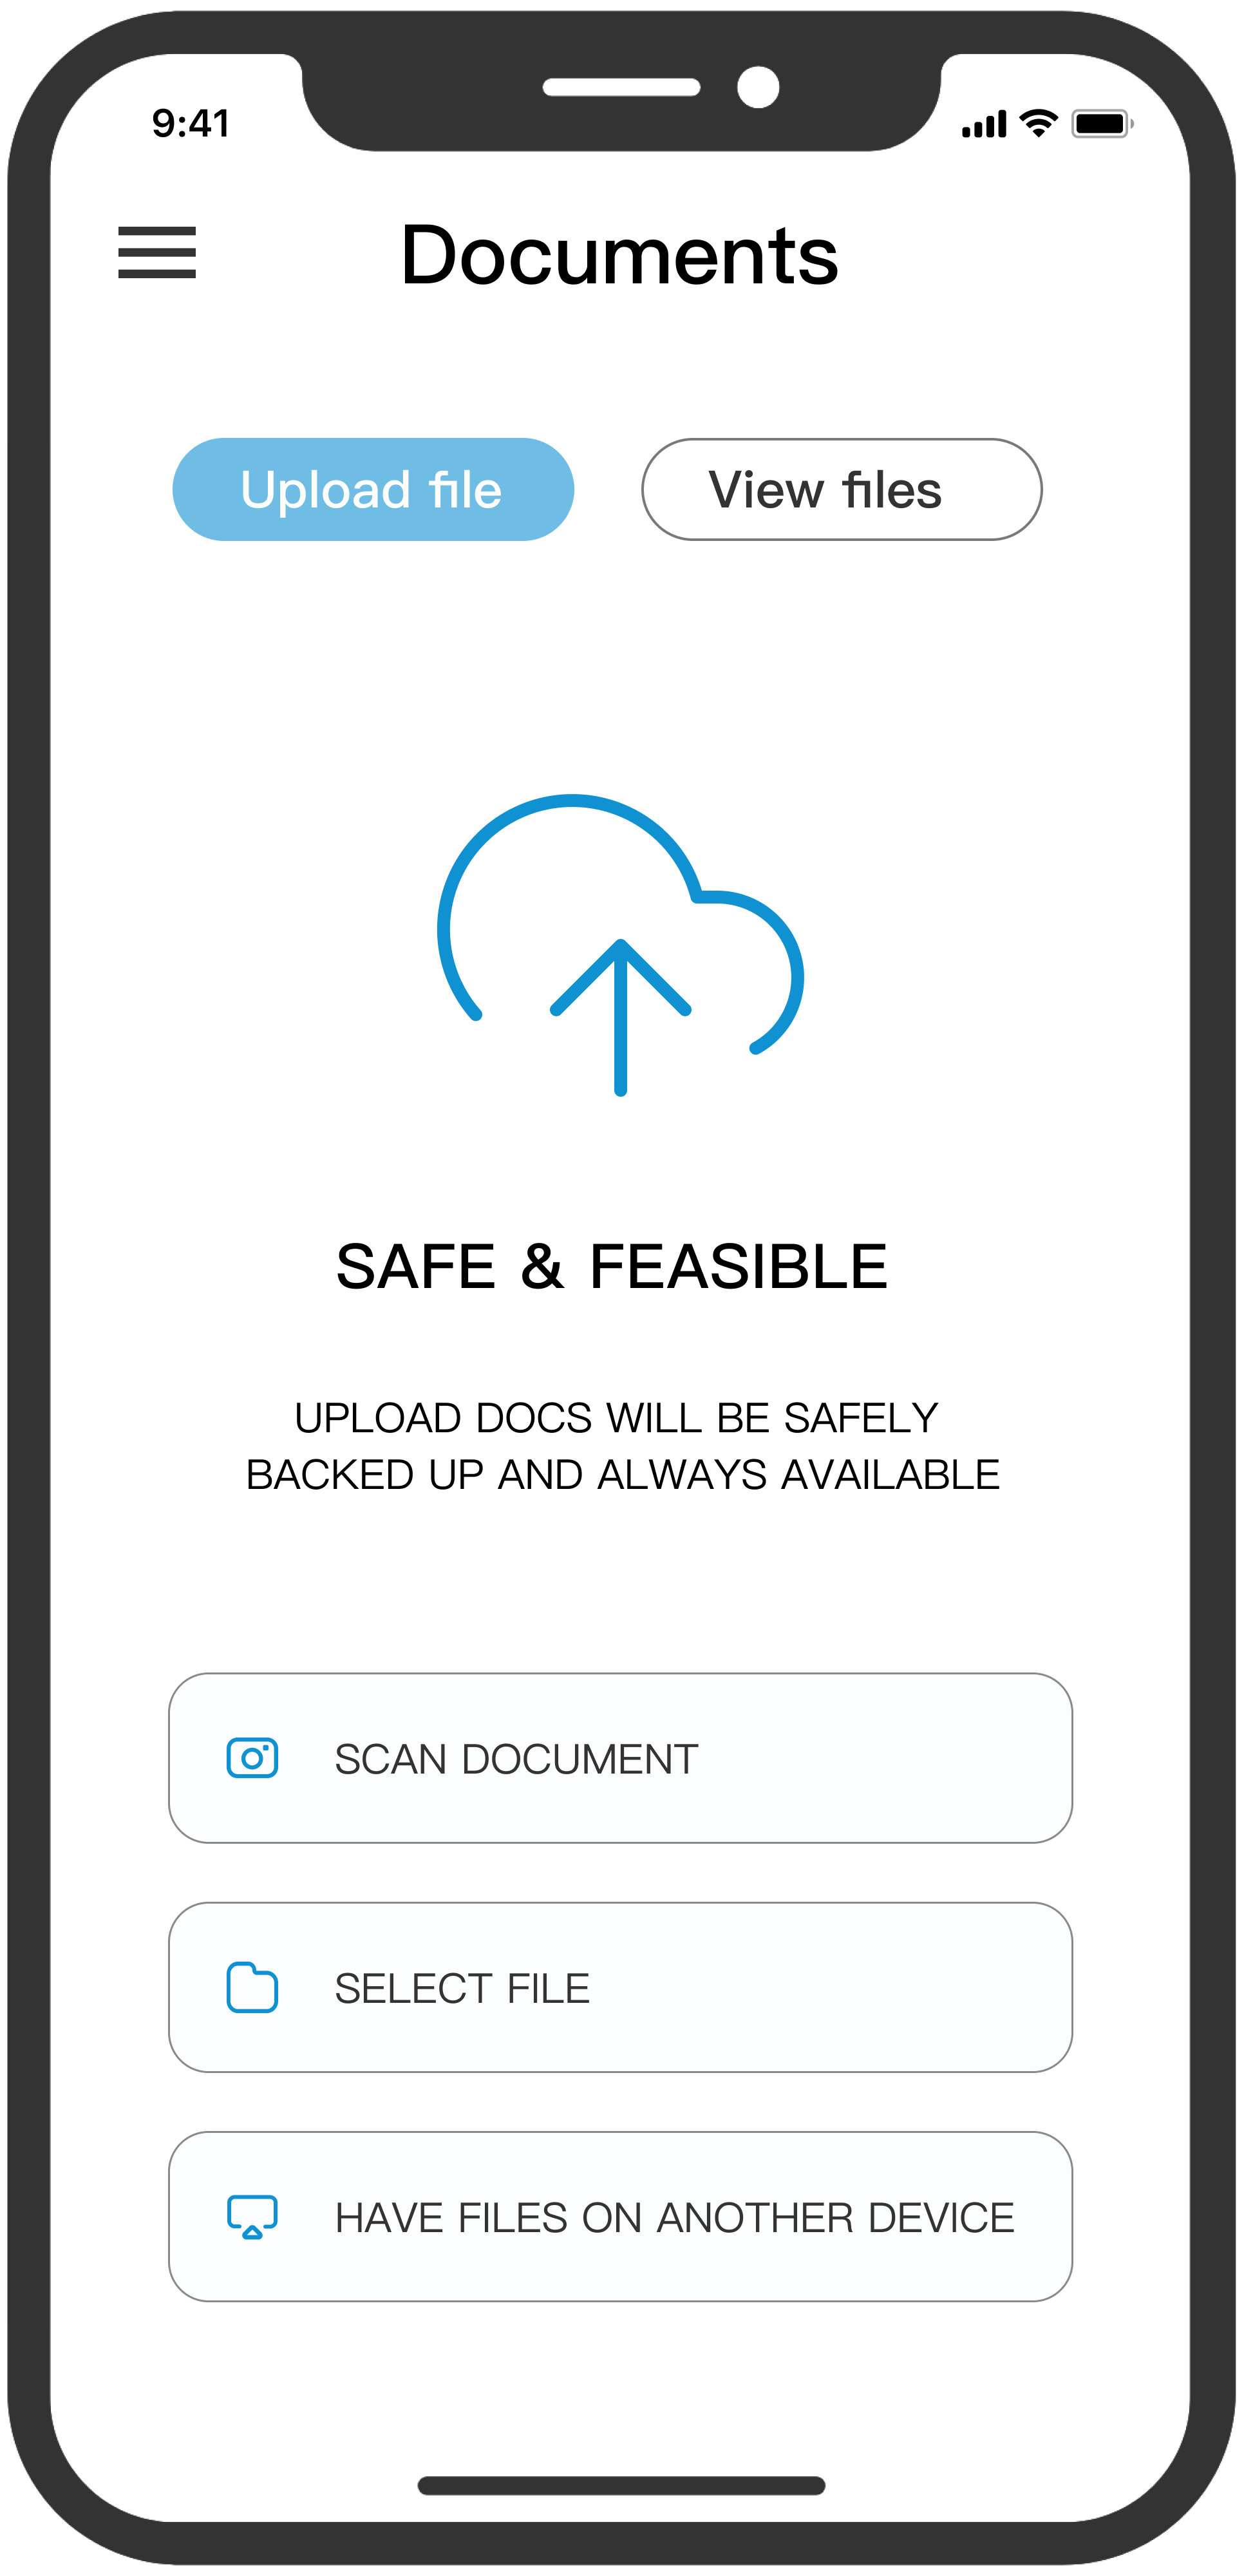 9:41
Documents
Upload file
View files
SAFE & FEASIBLE
UPLOAD DOCS WILL BE SAFELY
BACKED UP AND ALWAYS AVAILABLE
SCAN DOCUMENT
SELECT FILE
HAVE FILES ON ANOTHER DEVICE